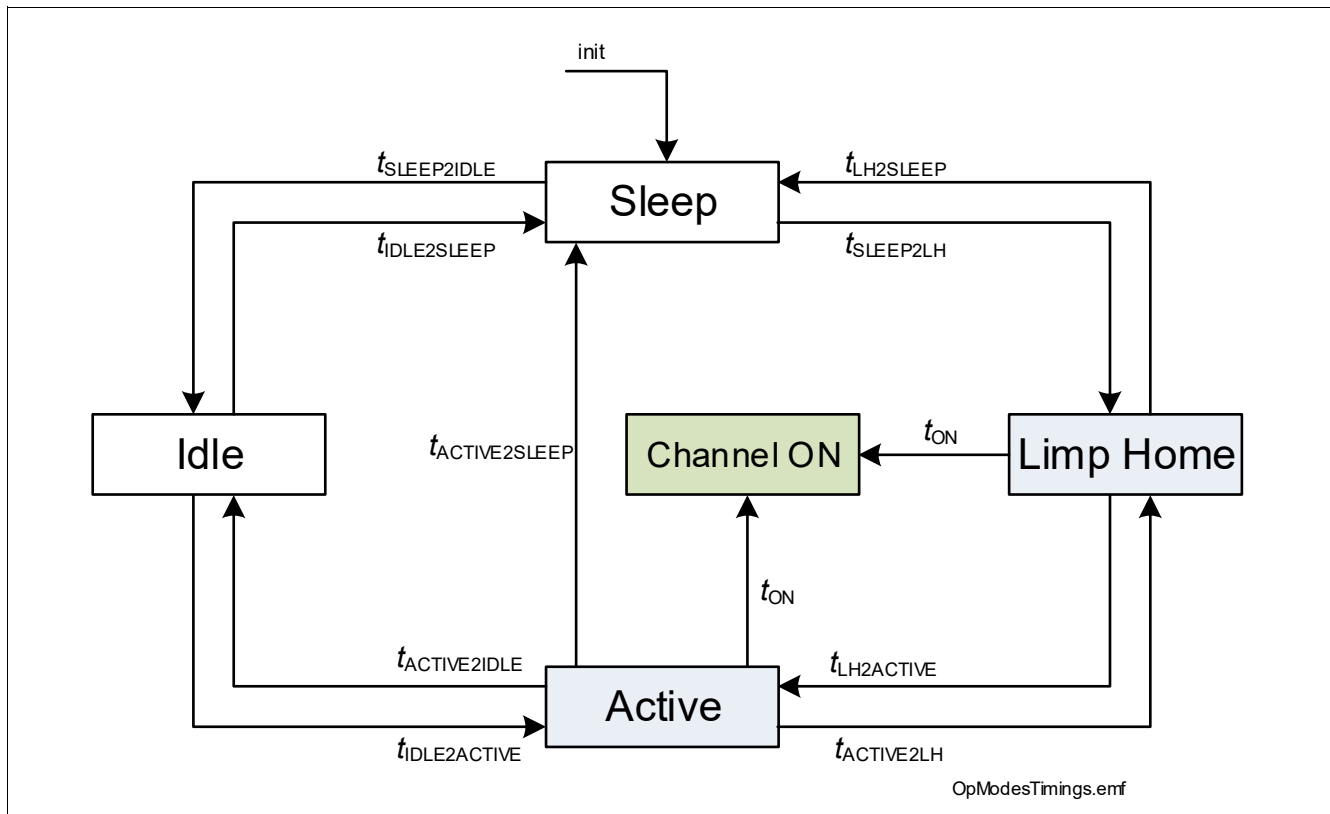 init
tSLEEP2IDLE
tLH2SLEEP
Sleep
tIDLE2SLEEP
tSLEEP2LH
Idle
tACTIVE2SLEEP
Channel ON
tON
Limp Home
tON
tACTIVE2IDLE
tLH2ACTIVE
Active
tIDLE2ACTIVE
tACTIVE2LH
OpModesTimings.emf